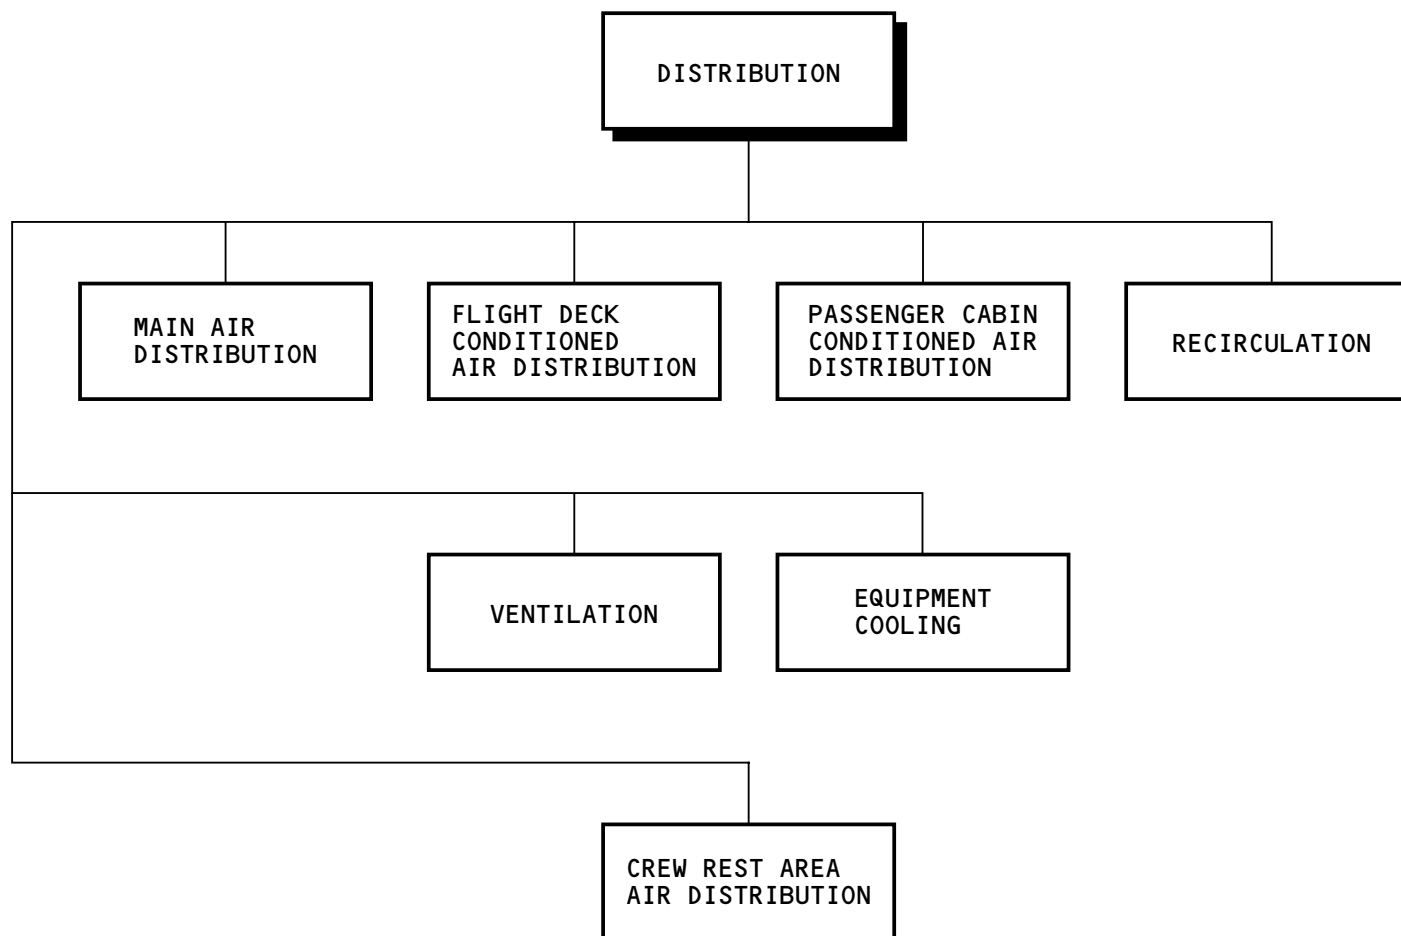 DISTRIBUTION
MAIN AIR
DISTRIBUTION
FLIGHT DECK
CONDITIONED
AIR DISTRIBUTION
PASSENGER CABIN
CONDITIONED AIR
DISTRIBUTION
RECIRCULATION
VENTILATION
EQUIPMENT
COOLING
CREW REST AREA
AIR DISTRIBUTION